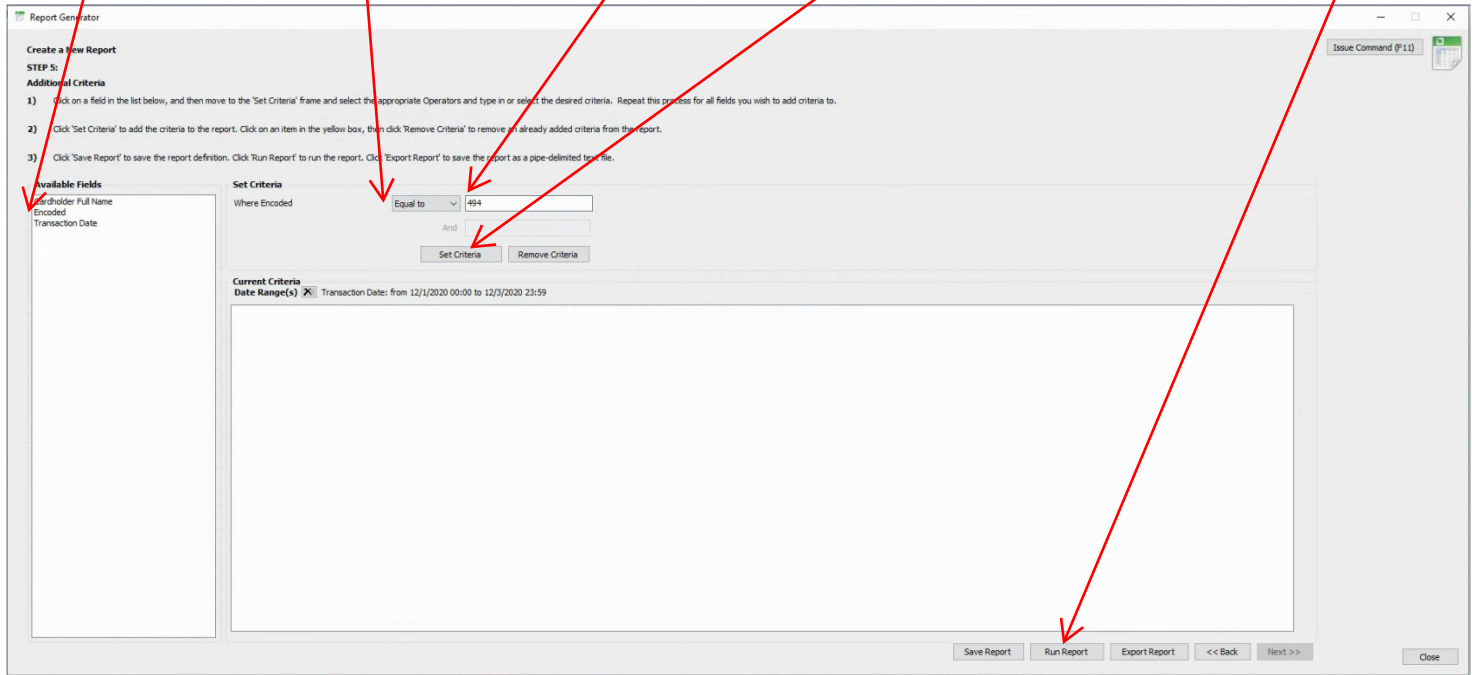 Report Generator
Issue Command (F11)
Create a New Report
STEP 5:
Additional Criteria
1) Click on a field in the list below, and then move to the 'Set Criteria' frame and select the appropriate Operators and type in or select the desired criteria. Repeat this process for all fields you wish to add criteria to.
2) Click 'Set Criteria' to add the criteria to the report. Click on an item in the yellow box, then click 'Remove Criteria' to remove an already added criteria from the report.
3) Click 'Save Report' to save the report definition. Click 'Run Report' to run the report. Click 'Export Report' to save the report as a pipe-delimited text file.
Available Fields
Cardholder Full Name
Encoded
Transaction Date
Set Criteria
Where Encoded Equal to 494
And
Set Criteria Remove Criteria
Current Criteria
Date Range(s) X Transaction Date: from 12/1/2020 00:00 to 12/3/2020 23:59
Save Report Run Report Export Report << Back Next >>
Close